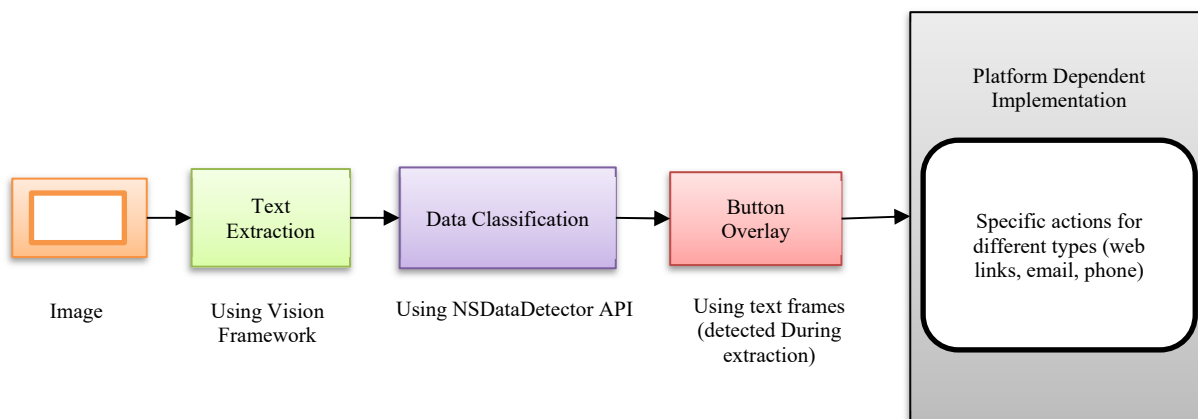 Platform Dependent
Implementation
Text
Extraction
Data Classification
Button
Overlay
Specific actions for
different types (web
links, email, phone)
Image
Using Vision
Framework
Using NSDataDetector API
Using text frames
(detected During
extraction)